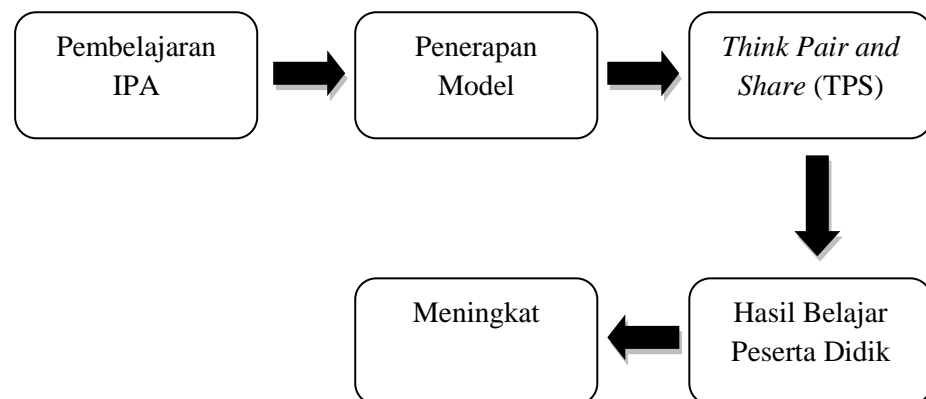 Pembelajaran
IPA
Penerapan
Model
Think Pair and
Share (TPS)
Hasil Belajar
Peserta Didik
Meningkat